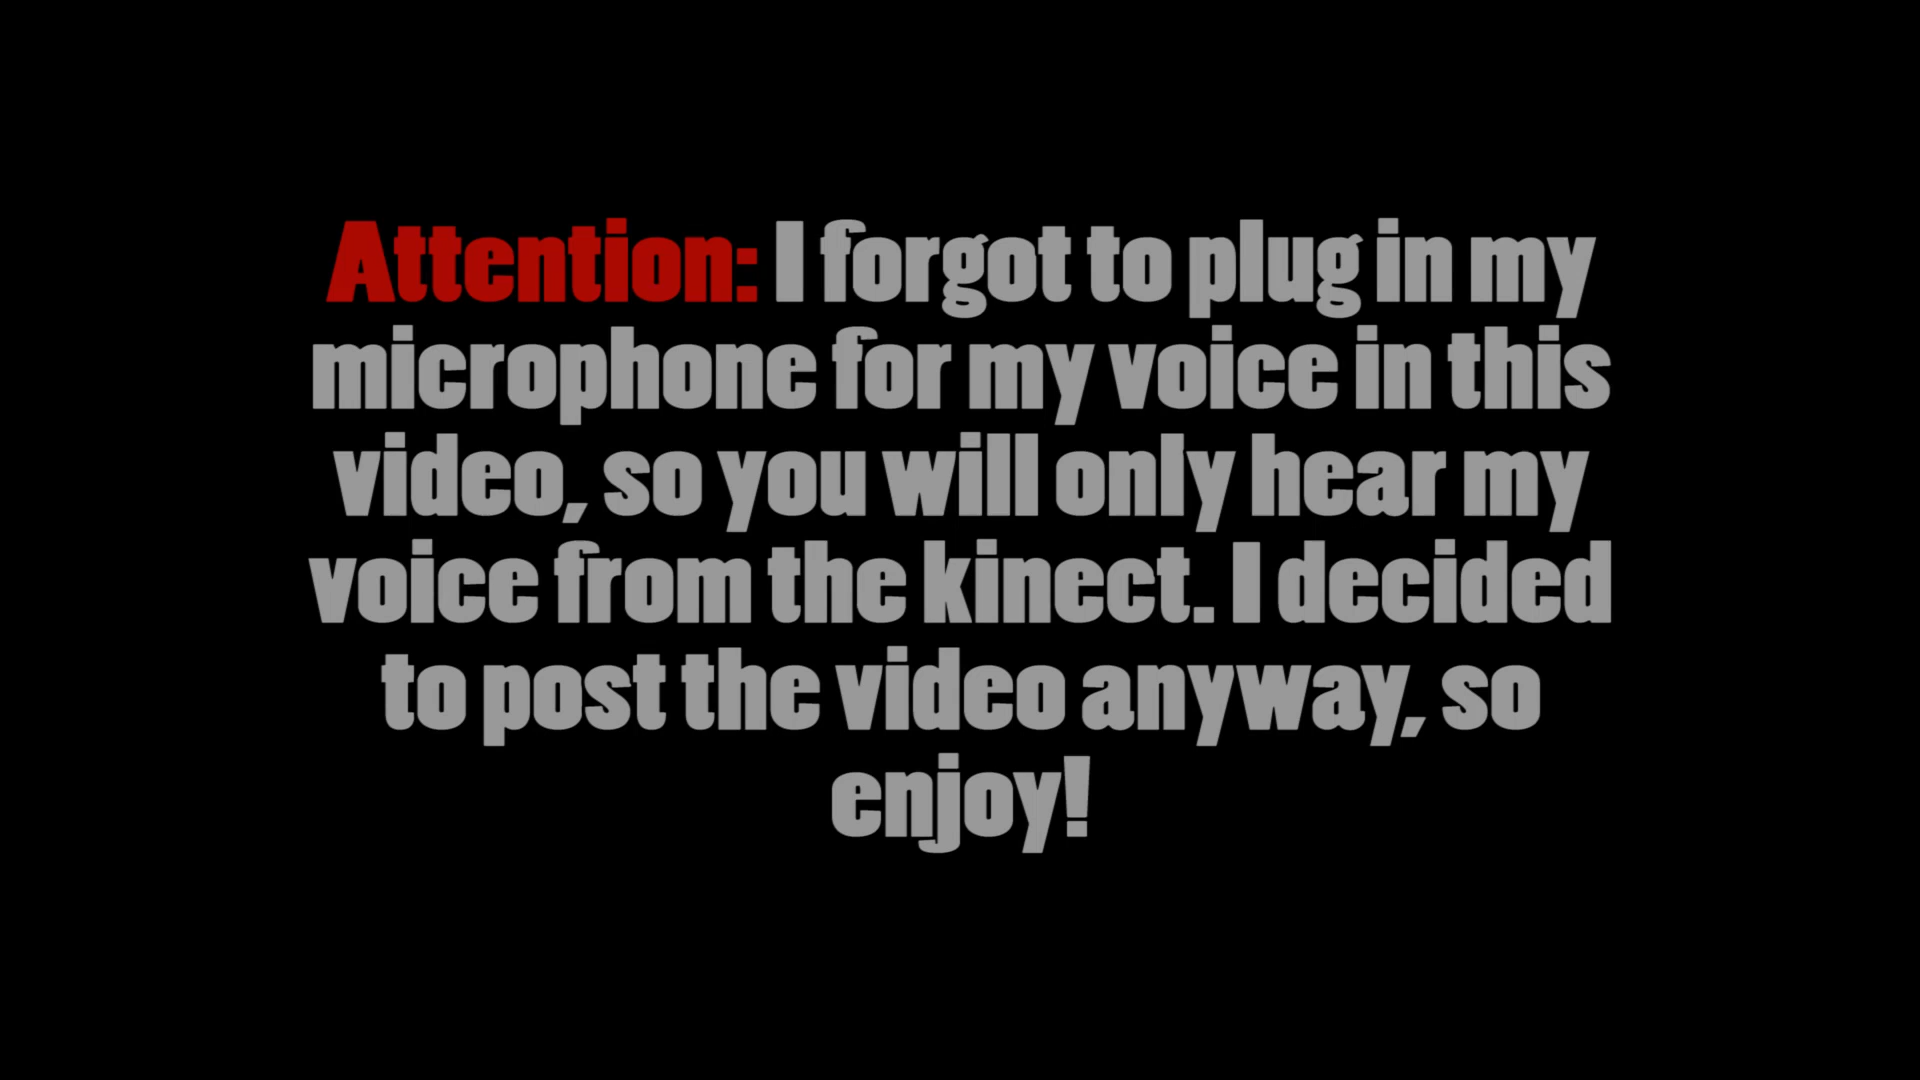 Attention: I forgot to plug in my
microphone for my voice in this
video, so you will only hear my
voice from the kinect. I decided
to post the video anyway, so
enjoy!